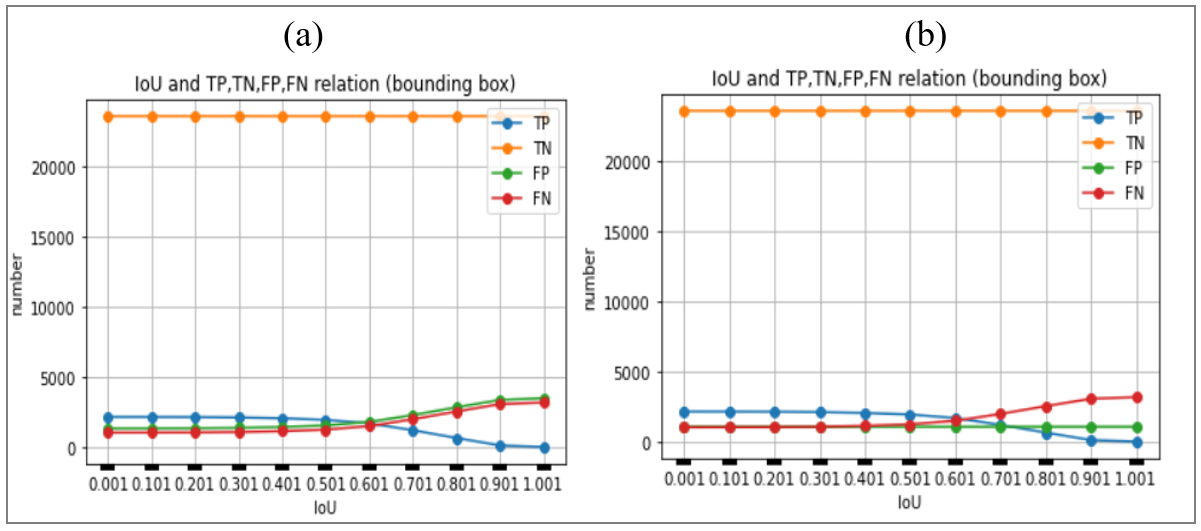 (a)
IoU and TP,TN,FP,FN relation (bounding box)
TP
TN
FP
FN
20000
15000
10000
5000
0
number
0.001 0.101 0.201 0.301 0.401 0.501 0.601 0.701 0.801 0.901 1.001
IoU
(b)
IoU and TP,TN,FP,FN relation (bounding box)
TP
TN
FP
FN
20000
15000
10000
5000
0
number
0.001 0.101 0.201 0.301 0.401 0.501 0.601 0.701 0.801 0.901 1.001
IoU